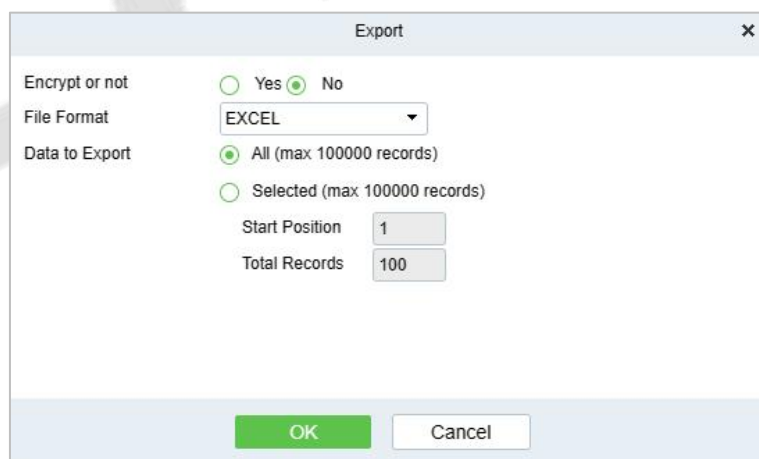 Export
Encrypt or not Yes No
File Format EXCEL
Data to Export All (max 100000 records)
Selected (max 100000 records)
Start Position 1
Total Records 100
OK Cancel